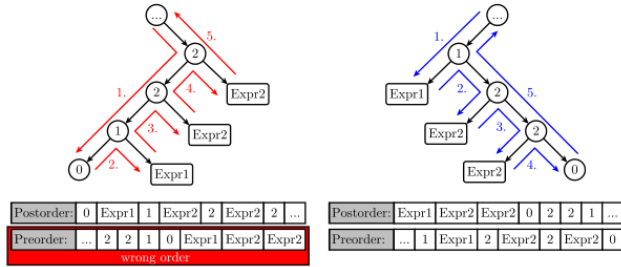 ...
5.
2
1.
4.
2
Expr2
3.
1
Expr2
2.
0
Expr1
Postorder: 0 Expr1 1 Expr2 2 Expr2 2 ...
Preorder: ... 2 2 1 0 Expr1 Expr2 Expr2
wrong order
...
1.
1
Expr1
2.
2
5.
Expr2
3.
2
Expr2
4.
0
Postorder: Expr1 Expr2 Expr2 0 2 2 1 ...
Preorder: ... 1 Expr1 2 Expr2 2 Expr2 0